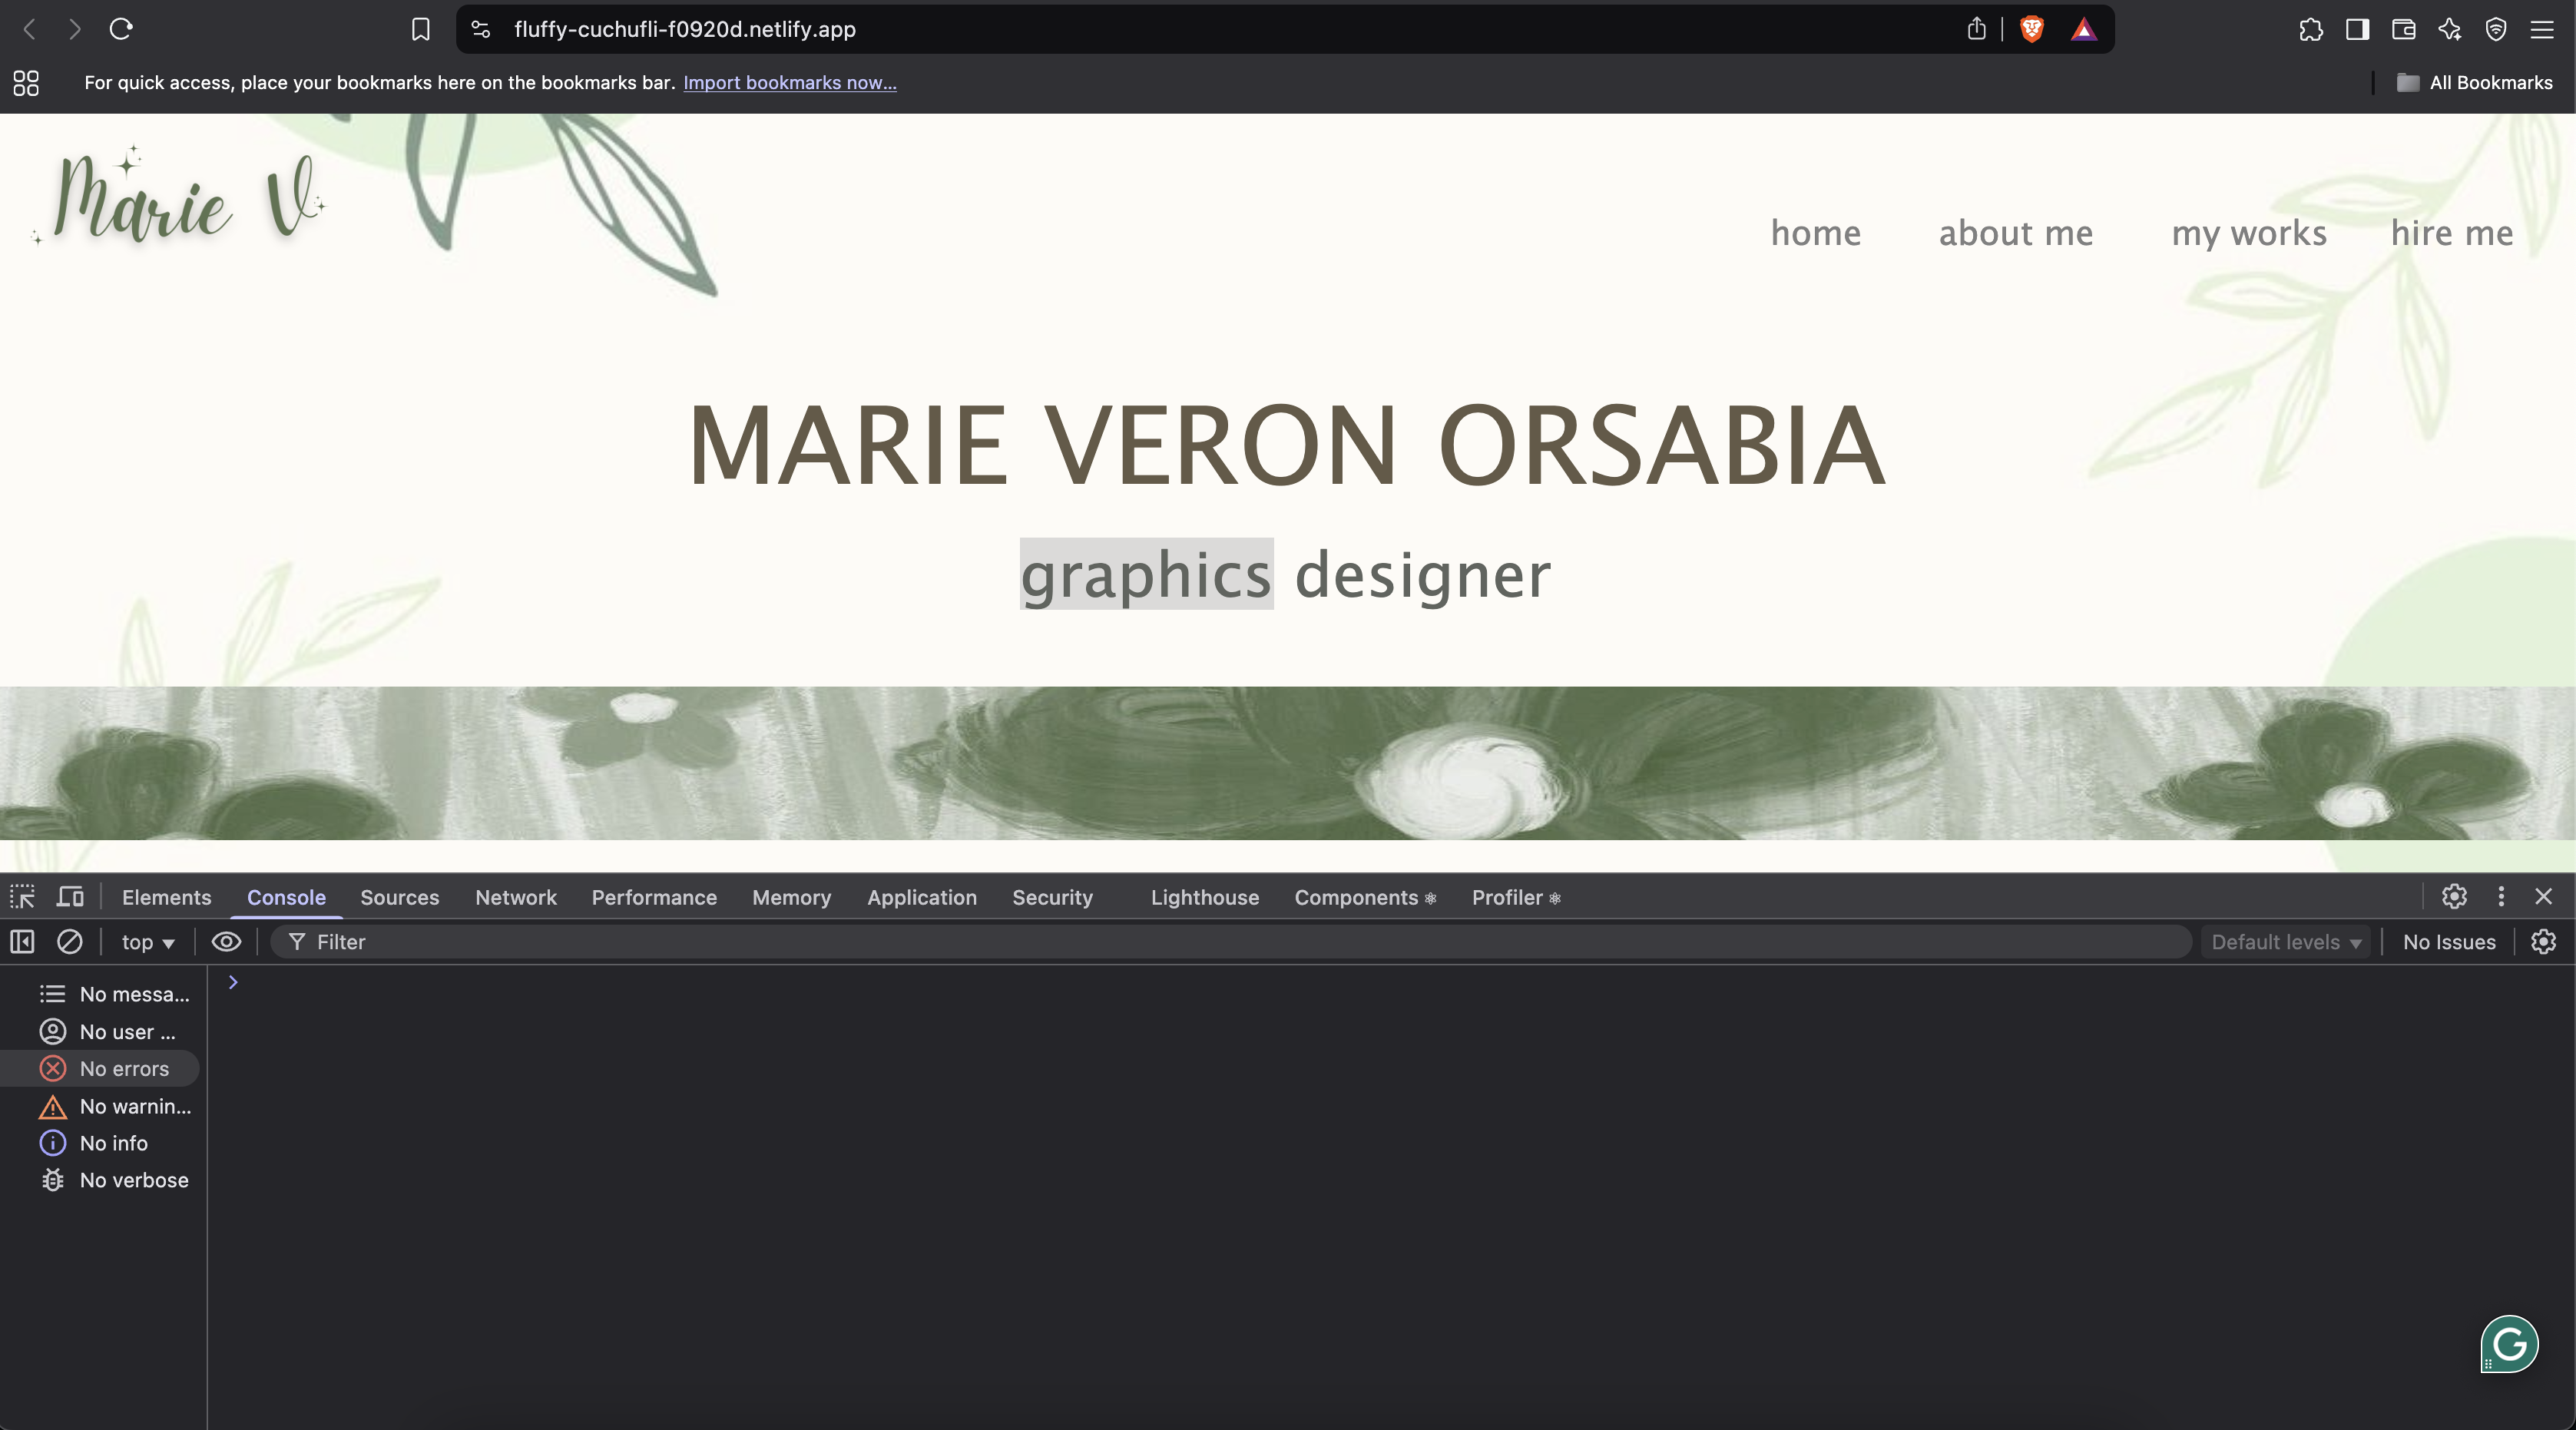 fluffy-cuchufli-f0920d.netlify.app
For quick access, place your bookmarks here on the bookmarks bar. Import bookmarks now...
All Bookmarks
Marie V
home about me my works hire me
MARIE VERON ORSABIA
graphics designer
Elements Console Sources Network Performance Memory Application Security Lighthouse Components Profiler
top Filter Default levels No Issues
No messa...
No user ...
No errors
No warnin...
No info
No verbose